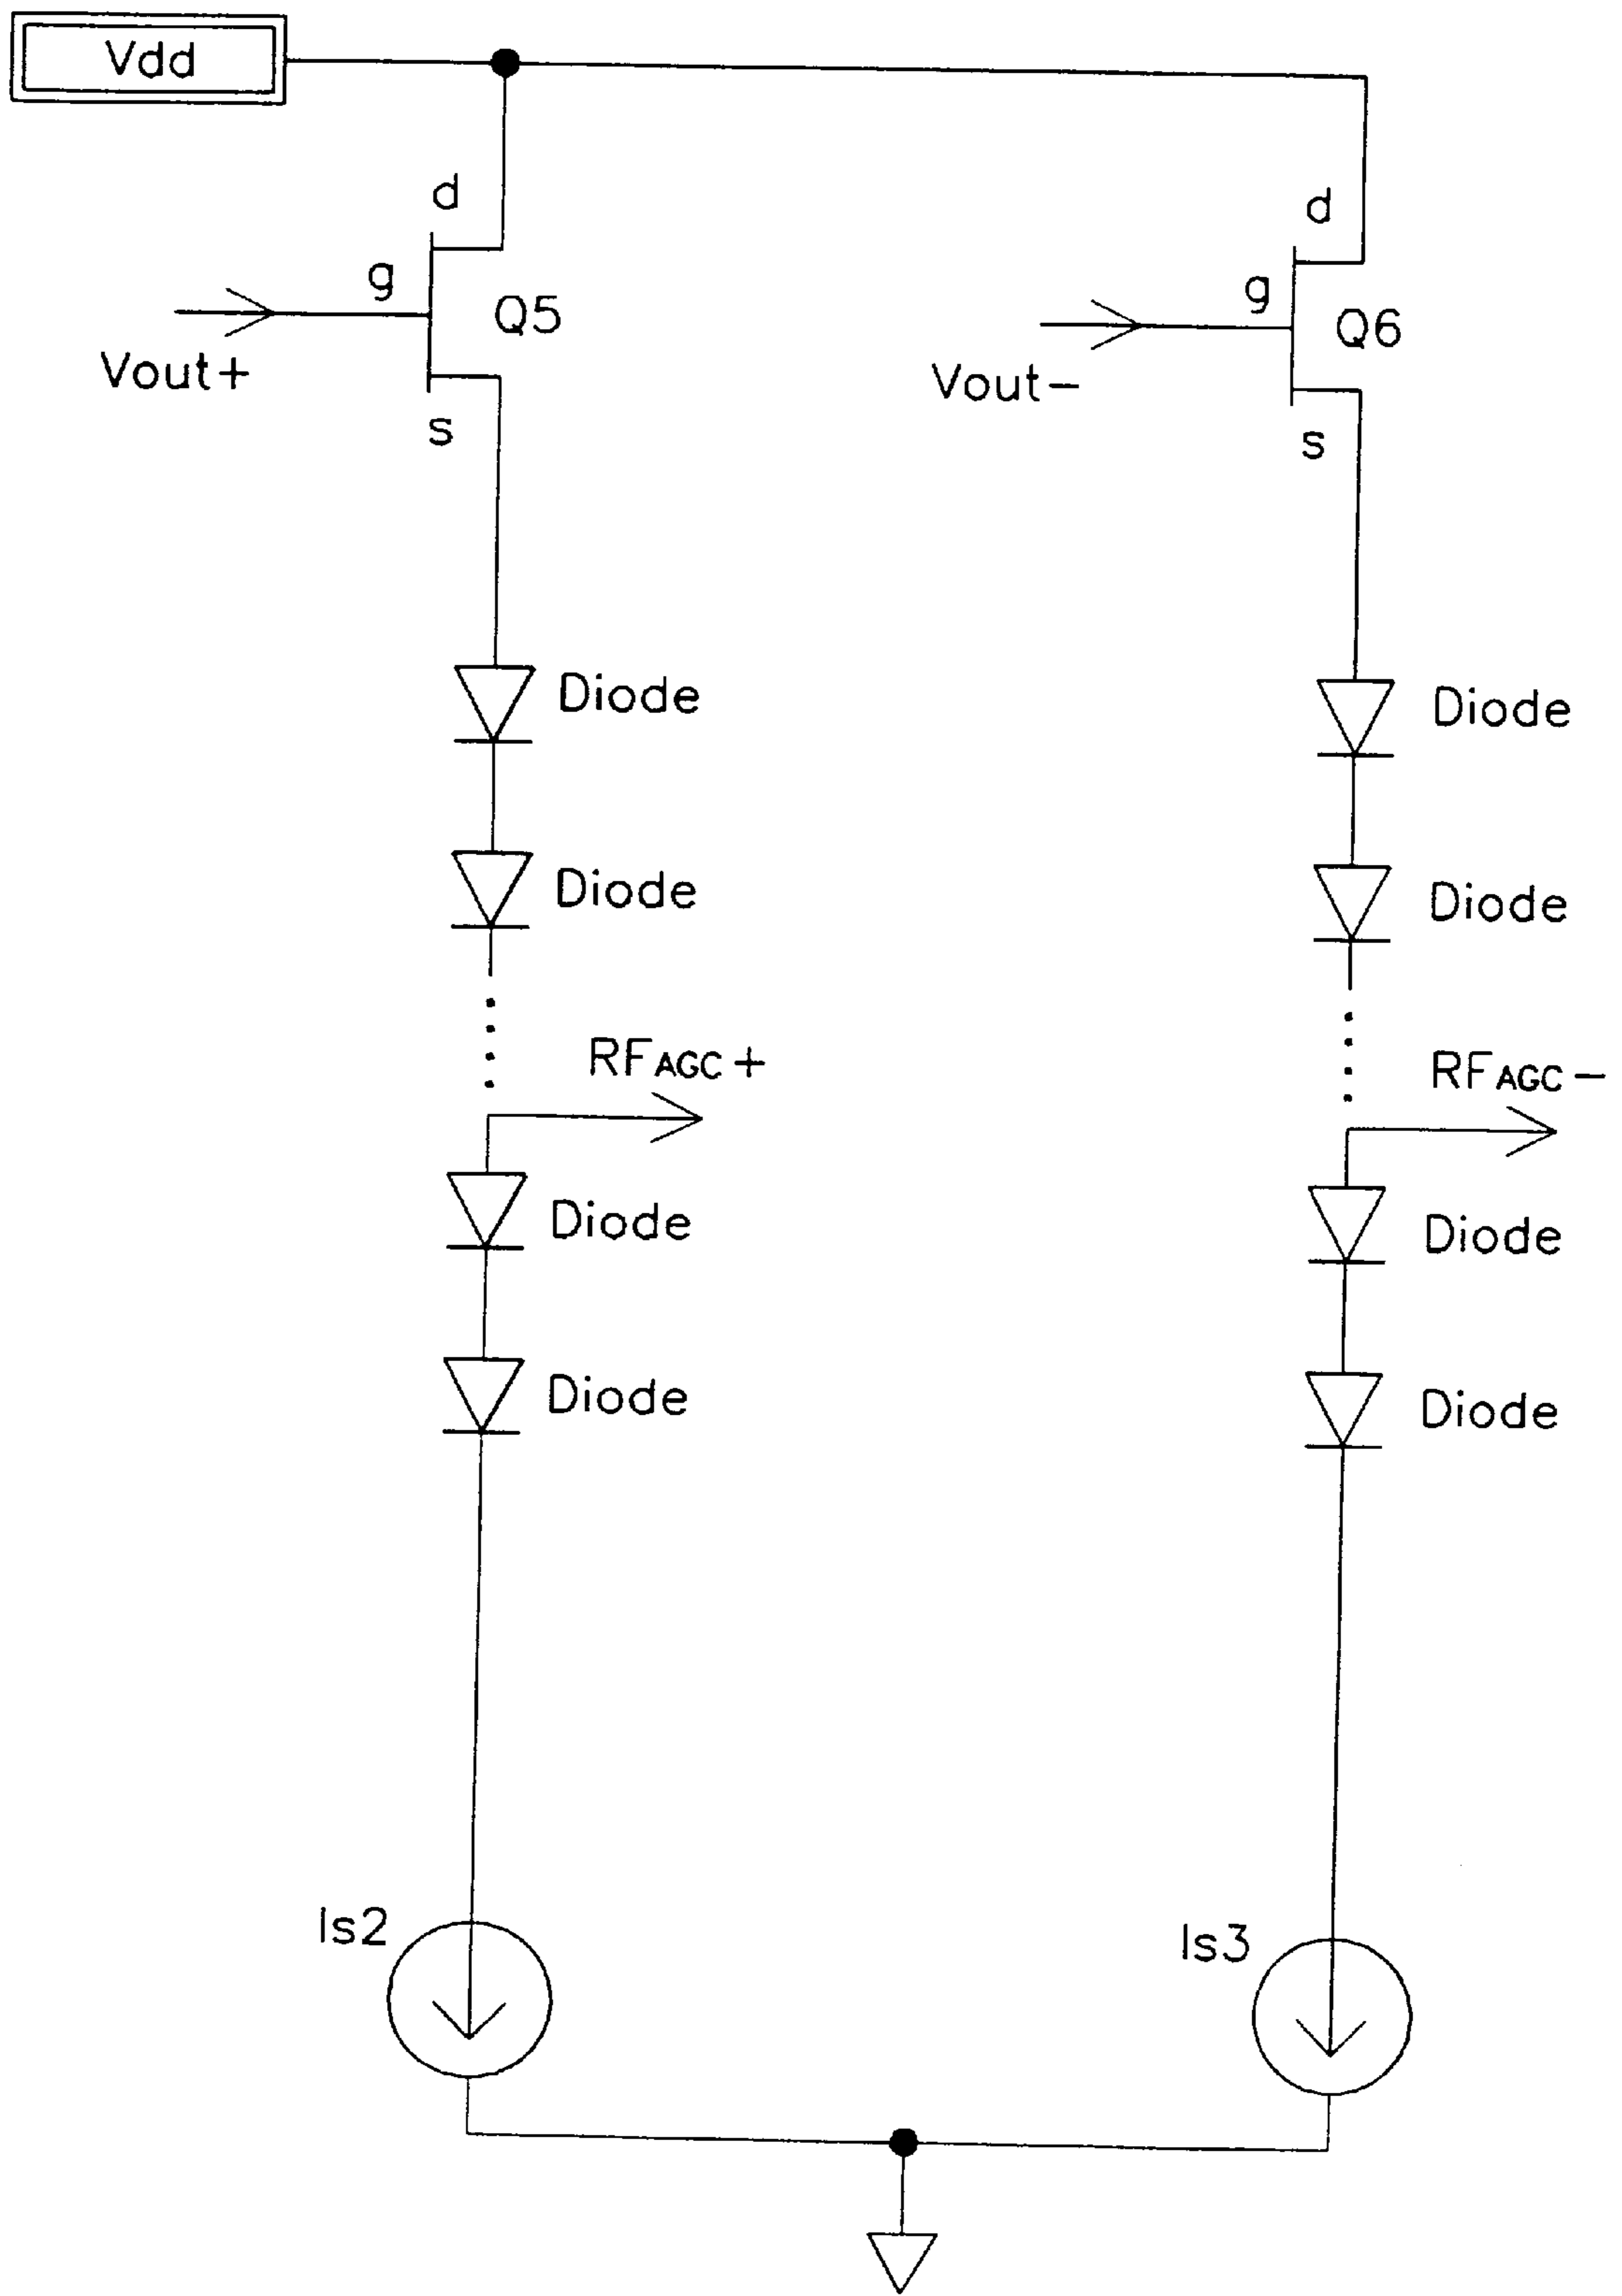 Vdd
d
d
g
Q5
g
Q6
Vout+
Vout-
s
s
Diode
Diode
Diode
Diode
RFAGC+
RFAGC-
Diode
Diode
Diode
Diode
Is2
Is3